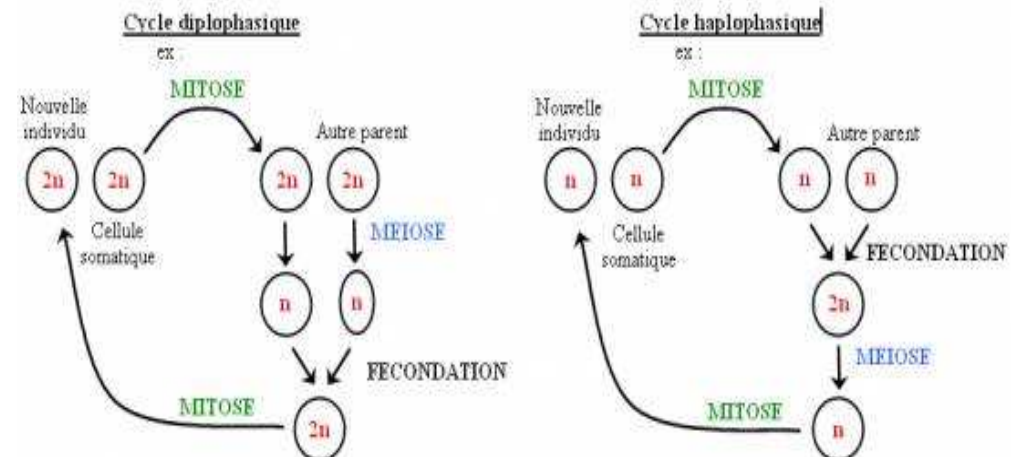 Cycle diplophasique
ex :
MITOSE
Nouvelle
individu
Autre parent
2n
2n
2n
2n
Cellule
somatique
MEIOSE
n
n
FECONDATION
MITOSE
2n
Cycle haplophasique
ex :
MITOSE
Nouvelle
individu
Autre parent
n
n
n
n
Cellule
somatique
FECONDATION
2n
MEIOSE
MITOSE
n